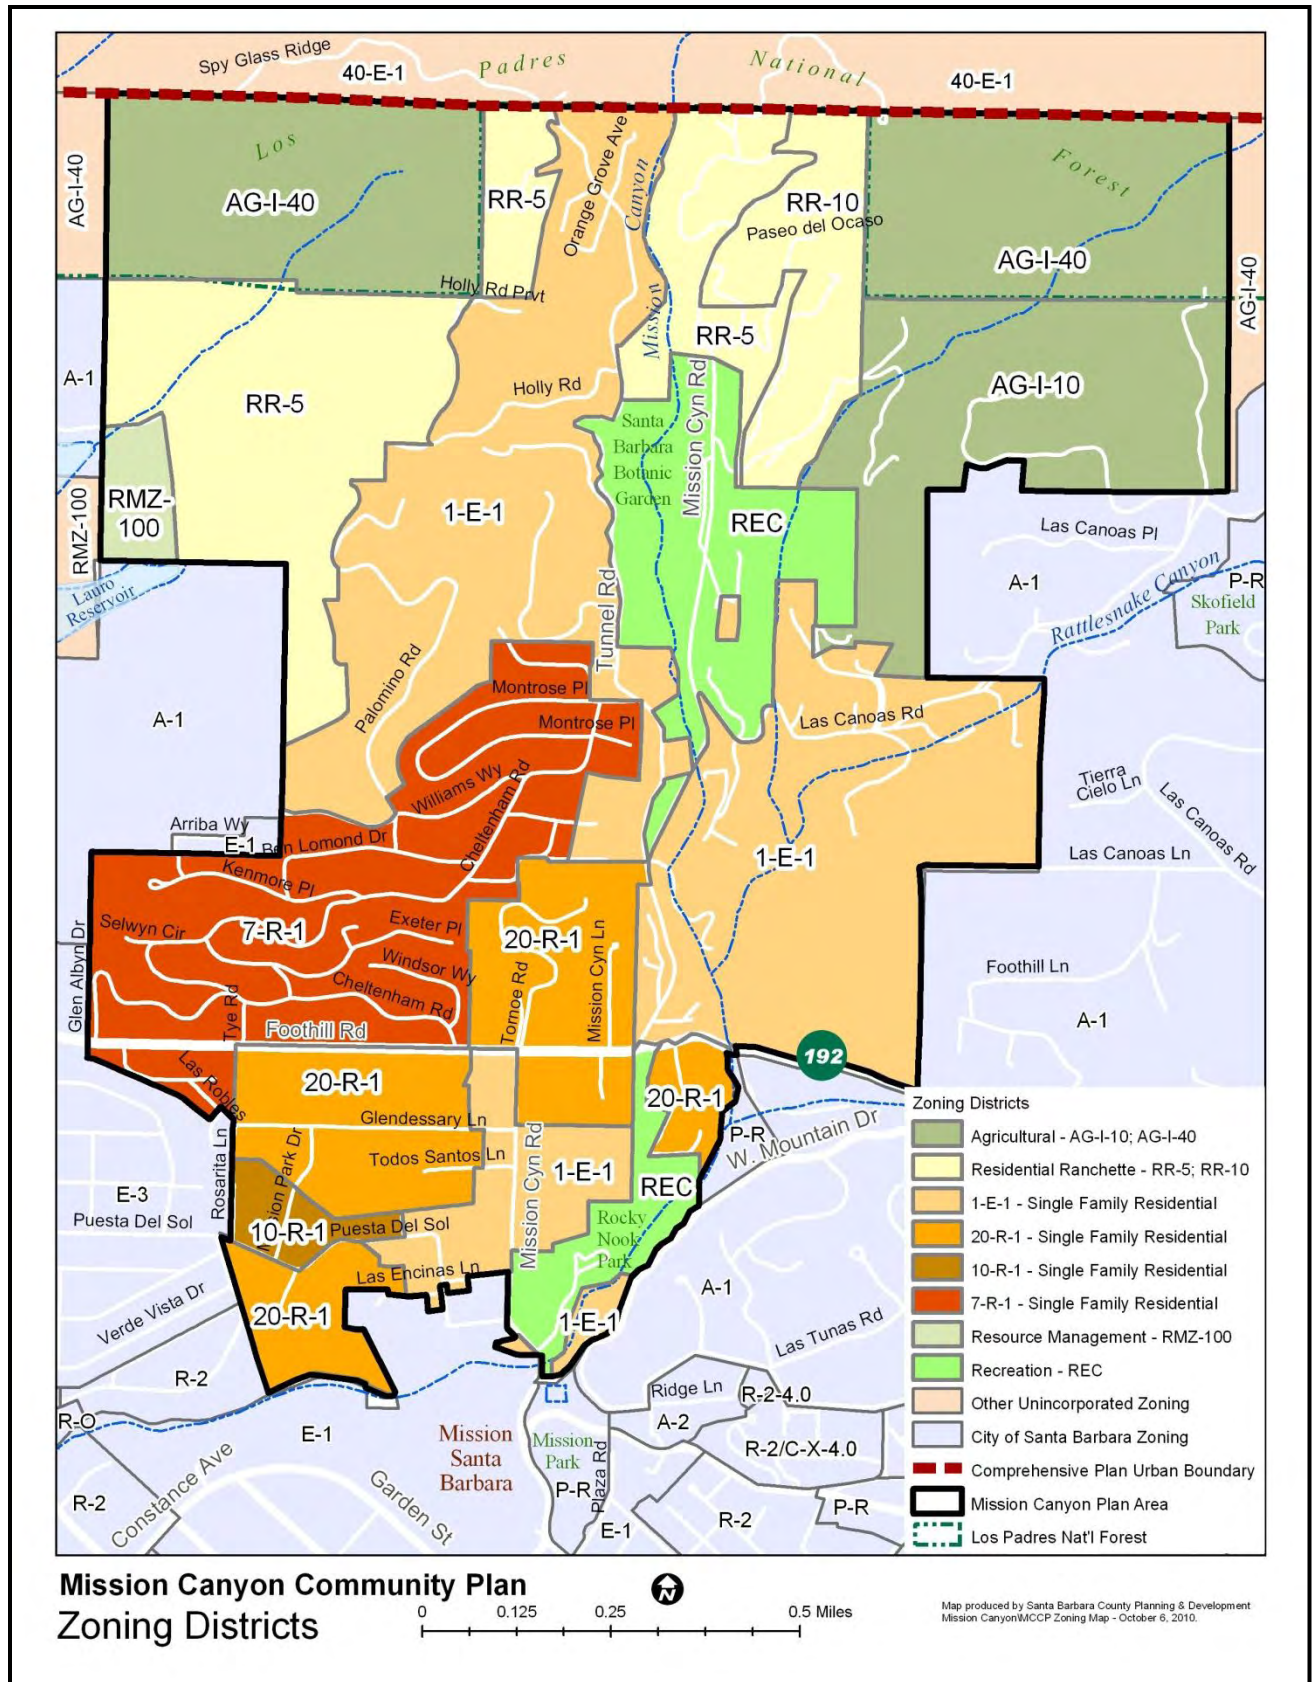 Spy Glass Ridge
Padres
National
40-E-1
40-E-1
Los
Forest
AG-I-40
AG-I-40
RR-5
Orange Grove Ave
Canyon
RR-10
Paseo del Ocaso
AG-I-40
AG-I-40
Holly Rd Prvt
Mission
RR-5
A-1
RR-5
Holly Rd
Mission Cyn Rd
AG-I-10
Santa
Barbara
Botanic
Garden
RMZ-100
RMZ-
100
1-E-1
REC
Las Canoas Pl
A-1
Rattlesnake Canyon
P-R
Skofield
Park
Lauro
Reservoir
Tunnel Rd
Palomino Rd
Montrose Pl
Montrose Pl
A-1
Las Canoas Rd
Williams Wy
Cheltenham Rd
Tierra
Cielo Ln
Las Canoas Rd
Arriba Wy
E-1
Ben Lomond Dr
1-E-1
Las Canoas Ln
Kenmore Pl
Selwyn Cir
7-R-1
Exeter Pl
20-R-1
Mission Cyn Ln
Glen Albyn Dr
Windsor Wy
Cheltenham Rd
Tornoe Rd
Tye Rd
Foothill Rd
Foothill Ln
A-1
192
Las Robles
20-R-1
20-R-1
Glendessary Ln
P-R
W. Mountain Dr
Rosarita Ln
Mission Park Dr
Todos Santos Ln
Mission Cyn Rd
1-E-1
REC
E-3
Puesta Del Sol
10-R-1
Puesta Del Sol
Rocky
Nook
Park
Las Encinas Ln
Verde Vista Dr
20-R-1
1-E-1
A-1
Las Tunas Rd
R-2
Ridge Ln
R-2-4.0
R-O
E-1
A-2
Mission
Santa
Barbara
Mission
Park
Plaza Rd
R-2/C-X-4.0
R-2
Constance Ave
Garden St
P-R
E-1
R-2
P-R
Zoning Districts
Agricultural - AG-I-10; AG-I-40
Residential Ranchette - RR-5; RR-10
1-E-1 - Single Family Residential
20-R-1 - Single Family Residential
10-R-1 - Single Family Residential
7-R-1 - Single Family Residential
Resource Management - RMZ-100
Recreation - REC
Other Unincorporated Zoning
City of Santa Barbara Zoning
Comprehensive Plan Urban Boundary
Mission Canyon Plan Area
Los Padres Nat'l Forest
Mission Canyon Community Plan
Zoning Districts
N
0 0.125 0.25 0.5 Miles
Map produced by Santa Barbara County Planning & Development
Mission Canyon\MCCP Zoning Map - October 6, 2010.